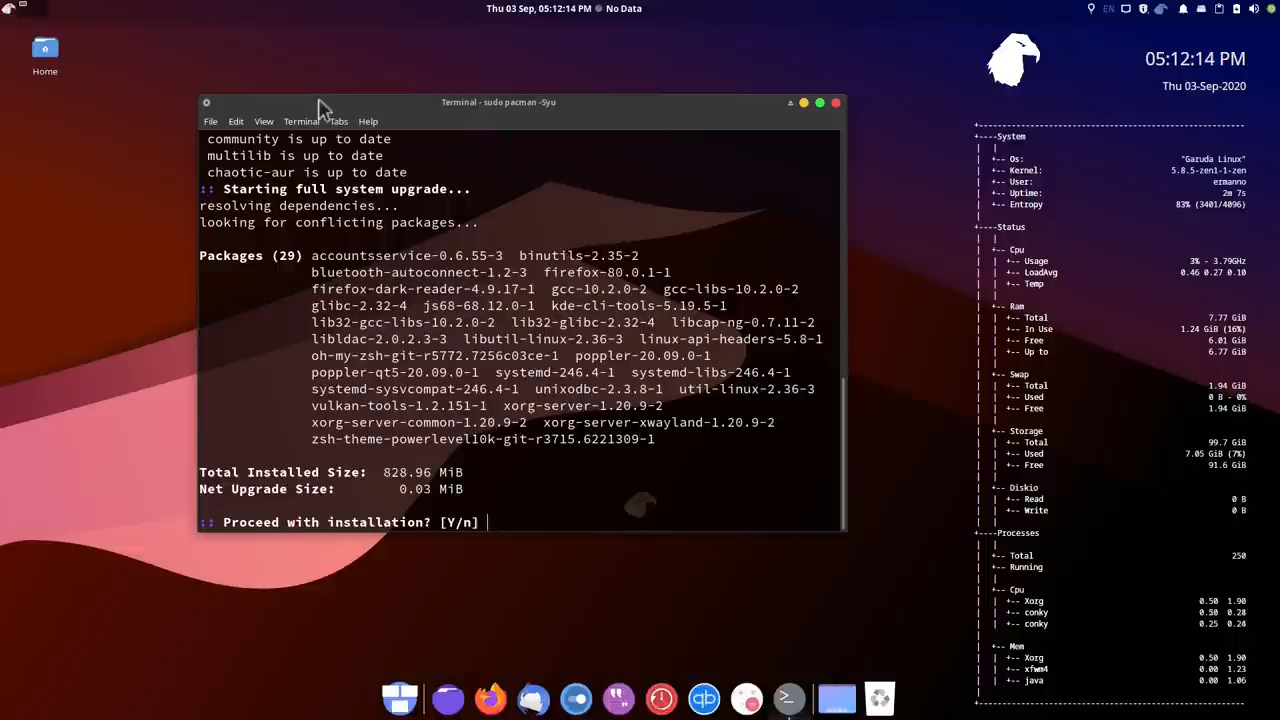 Thu 03 Sep, 05:12:14 PM No Data
EN
Home
05:12:14 PM
Thu 03-Sep-2020
Terminal - sudo pacman -Syu
File Edit View Terminal Tabs Help
community is up to date
multilib is up to date
chaotic-aur is up to date
:: Starting full system upgrade...
resolving dependencies...
looking for conflicting packages...
Packages (29) accountsservice-0.6.55-3 binutils-2.35-2
bluetooth-autoconnect-1.2-3 firefox-80.0.1-1
firefox-dark-reader-4.9.17-1 gcc-10.2.0-2 gcc-libs-10.2.0-2
glibc-2.32-4 js68-68.12.0-1 kde-cli-tools-5.19.5-1
lib32-gcc-libs-10.2.0-2 lib32-glibc-2.32-4 libcap-ng-0.7.11-2
libldac-2.0.2.3-3 libutil-linux-2.36-3 linux-api-headers-5.8-1
oh-my-zsh-git-r5772.7256c03ce-1 poppler-20.09.0-1
poppler-qt5-20.09.0-1 systemd-246.4-1 systemd-libs-246.4-1
systemd-sysvcompat-246.4-1 unixodbc-2.3.8-1 util-linux-2.36-3
vulkan-tools-1.2.151-1 xorg-server-1.20.9-2
xorg-server-common-1.20.9-2 xorg-server-xwayland-1.20.9-2
zsh-theme-powerlevel10k-git-r3715.6221309-1
Total Installed Size: 828.96 MiB
Net Upgrade Size: 0.03 MiB
:: Proceed with installation? [Y/n]
+----System
+-- Os: "Garuda Linux"
+-- Kernel: 5.8.5-zen1-1-zen
+-- User: ermanno
+-- Uptime: 2m 7s
+-- Entropy 83% (3401/4096)
+----Status
+-- Cpu
+-- Usage 3% - 3.79GHz
+-- LoadAvg 0.46 0.27 0.10
+-- Temp
+-- Ram
+-- Total 7.77 GiB
+-- In Use 1.24 GiB (16%)
+-- Free 6.01 GiB
+-- Up to 6.77 GiB
+-- Swap
+-- Total 1.94 GiB
+-- Used 0 B - 0%
+-- Free 1.94 GiB
+-- Storage
+-- Total 99.7 GiB
+-- Used 7.05 GiB (7%)
+-- Free 91.6 GiB
+-- Diskio
+-- Read 0 B
+-- Write 0 B
+----Processes
+-- Total 250
+-- Running
+-- Cpu
+-- Xorg 0.50 1.90
+-- conky 0.50 0.28
+-- conky 0.25 0.24
+-- Mem
+-- Xorg 0.50 1.90
+-- xfwm4 0.00 1.23
+-- java 0.00 1.06
qb